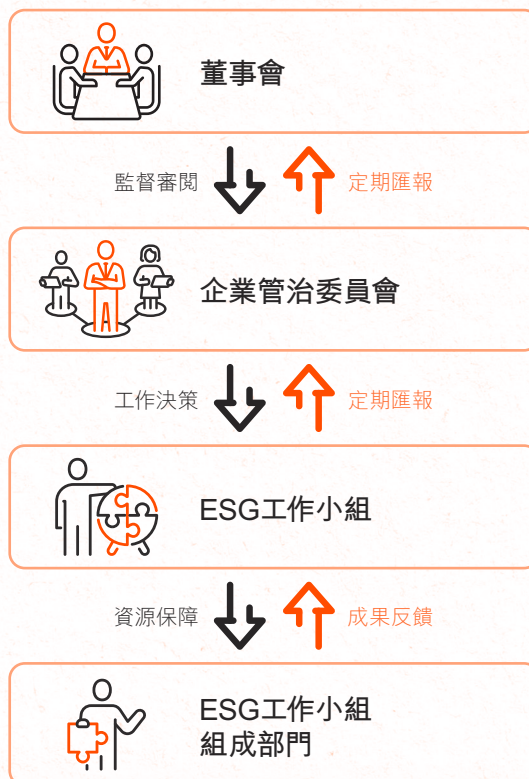 董事會
監督審閱
定期匯報
企業管治委員會
工作決策
定期匯報
ESG工作小組
資源保障
成果反饋
ESG工作小組
組成部門